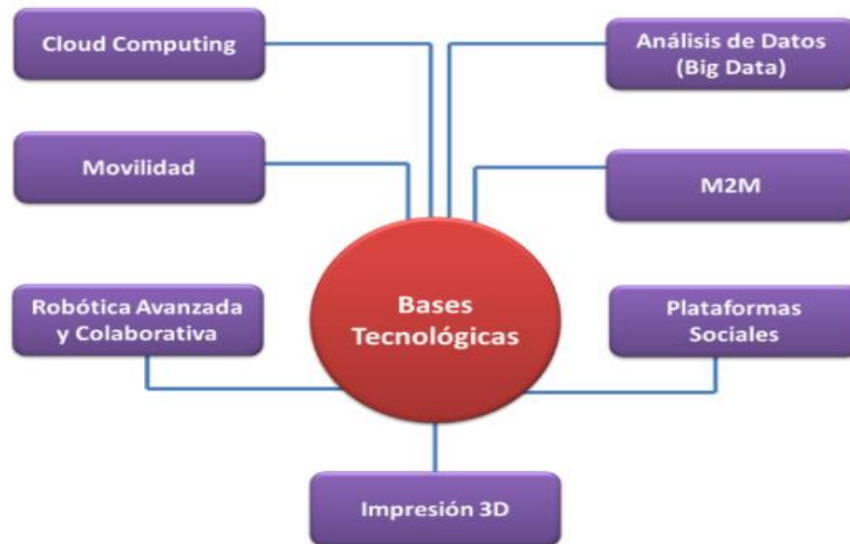 Cloud Computing
Análisis de Datos
(Big Data)
Movilidad
M2M
Bases
Tecnológicas
Robótica Avanzada
y Colaborativa
Plataformas
Sociales
Impresión 3D